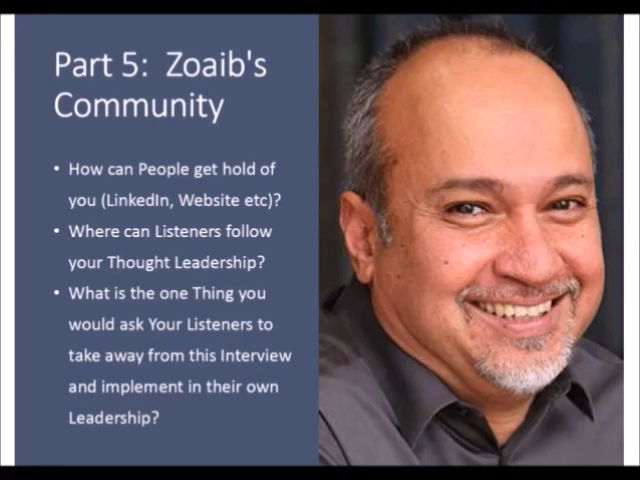 Part 5:  Zoaib's
Community
• How can People get hold of
you (LinkedIn, Website etc)?
• Where can Listeners follow
your Thought Leadership?
• What is the one Thing you
would ask Your Listeners to
take away from this Interview
and implement in their own
Leadership?